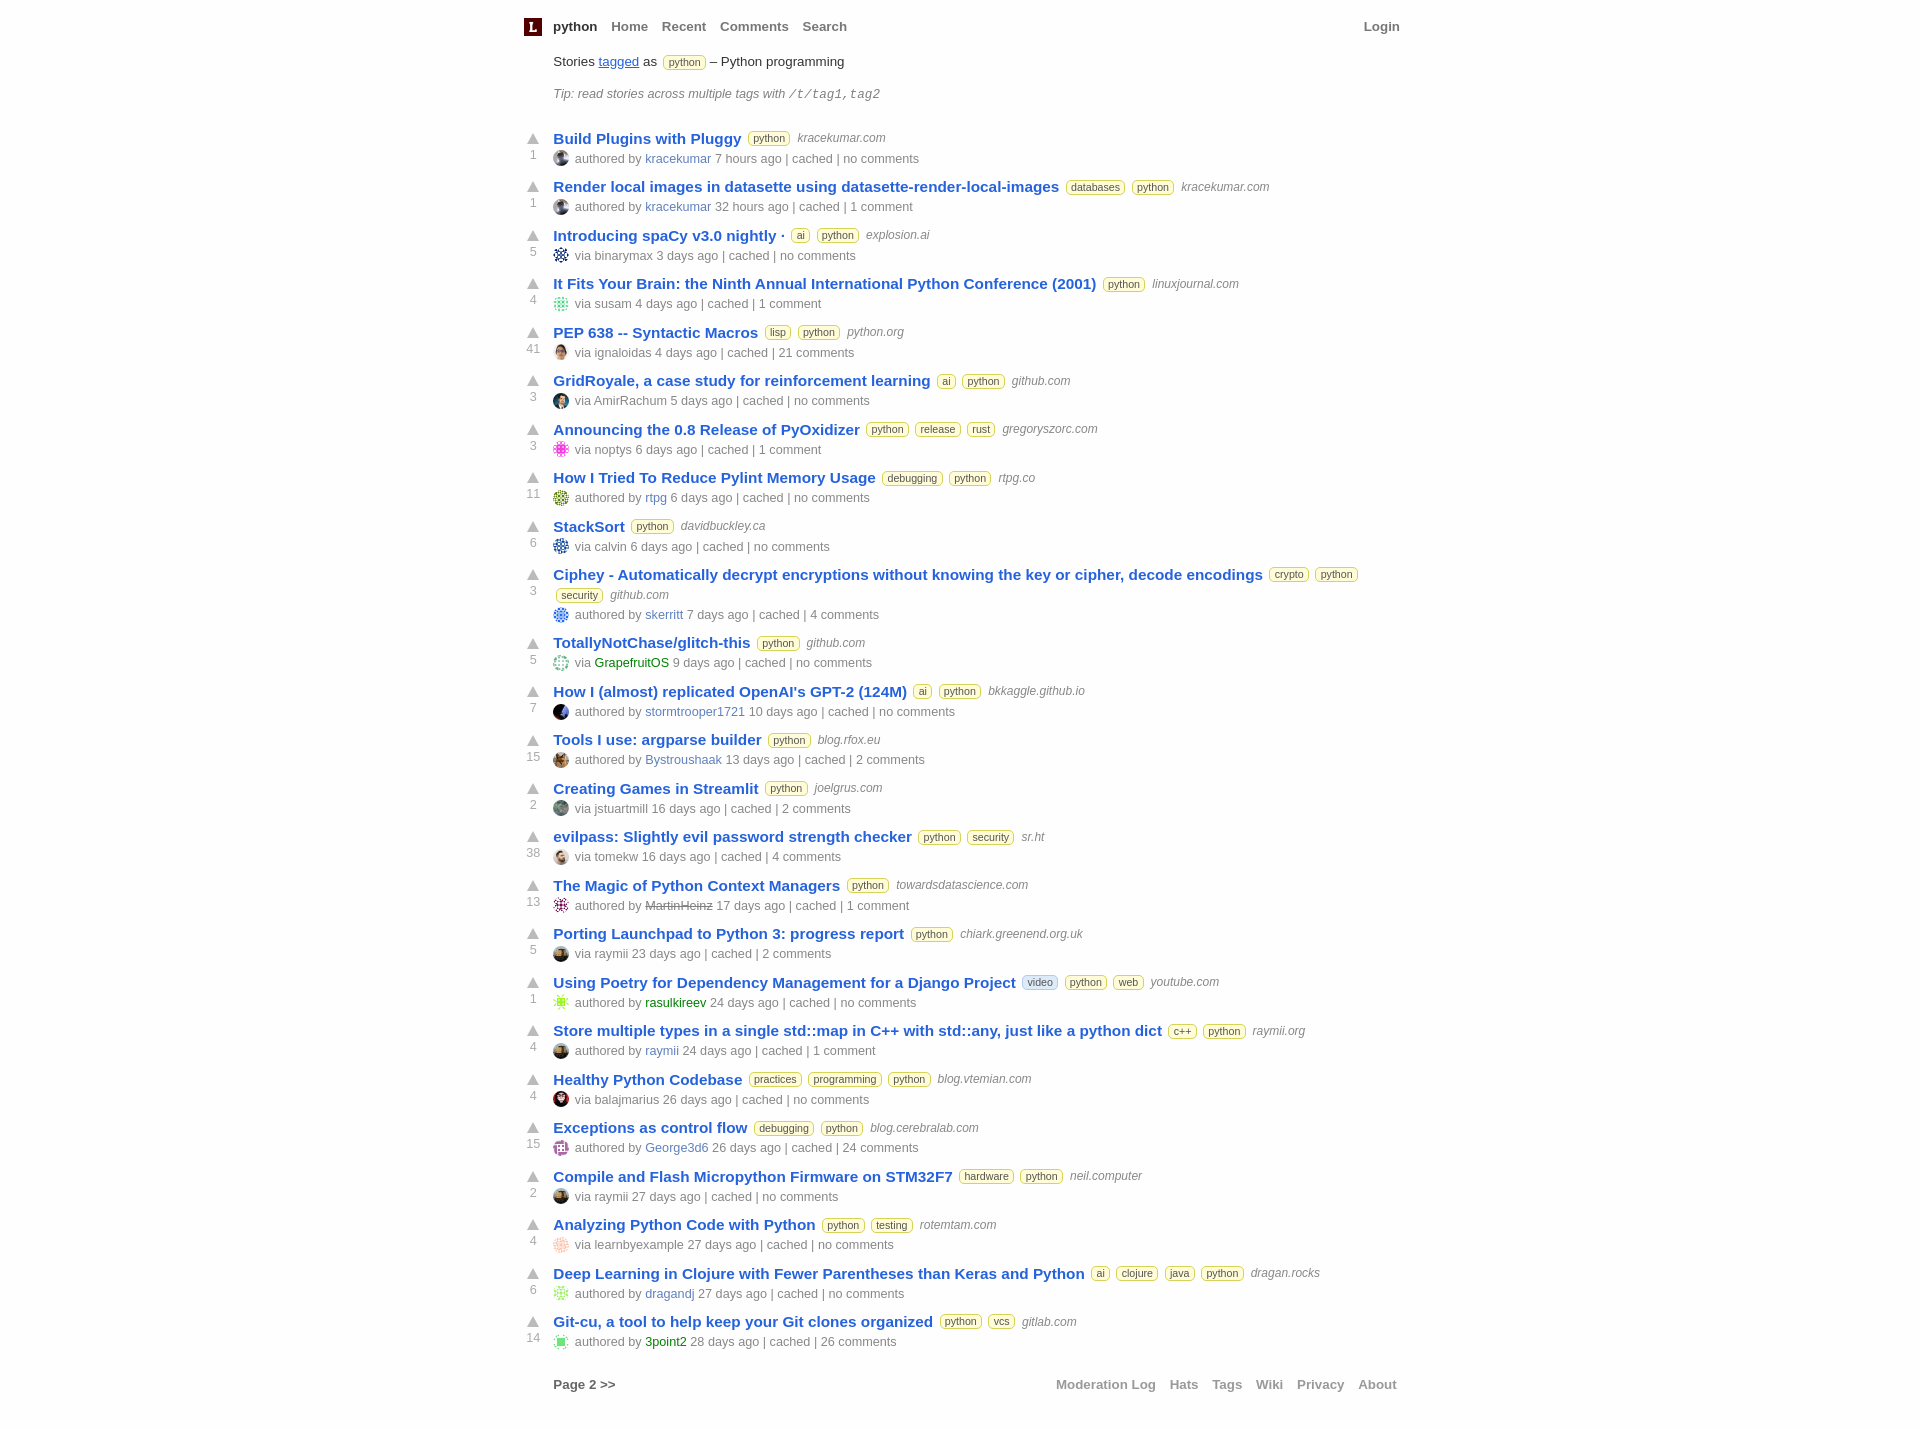 L python Home Recent Comments Search Login
Stories tagged as python – Python programming
Tip: read stories across multiple tags with /t/tag1,tag2
Build Plugins with Pluggy python kracekumar.com
1 authored by kracekumar 7 hours ago | cached | no comments
Render local images in datasette using datasette-render-local-images databases python kracekumar.com
1 authored by kracekumar 32 hours ago | cached | 1 comment
Introducing spaCy v3.0 nightly · ai python explosion.ai
5 via binarymax 3 days ago | cached | no comments
It Fits Your Brain: the Ninth Annual International Python Conference (2001) python linuxjournal.com
4 via susam 4 days ago | cached | 1 comment
PEP 638 -- Syntactic Macros lisp python python.org
41 via ignaloidas 4 days ago | cached | 21 comments
GridRoyale, a case study for reinforcement learning ai python github.com
3 via AmirRachum 5 days ago | cached | no comments
Announcing the 0.8 Release of PyOxidizer python release rust gregoryszorc.com
3 via noptys 6 days ago | cached | 1 comment
How I Tried To Reduce Pylint Memory Usage debugging python rtpg.co
11 authored by rtpg 6 days ago | cached | no comments
StackSort python davidbuckley.ca
6 via calvin 6 days ago | cached | no comments
Ciphey - Automatically decrypt encryptions without knowing the key or cipher, decode encodings crypto python
3 security github.com
authored by skerritt 7 days ago | cached | 4 comments
TotallyNotChase/glitch-this python github.com
5 via GrapefruitOS 9 days ago | cached | no comments
How I (almost) replicated OpenAI's GPT-2 (124M) ai python bkkaggle.github.io
7 authored by stormtrooper1721 10 days ago | cached | no comments
Tools I use: argparse builder python blog.rfox.eu
15 authored by Bystroushaak 13 days ago | cached | 2 comments
Creating Games in Streamlit python joelgrus.com
2 via jstuartmill 16 days ago | cached | 2 comments
evilpass: Slightly evil password strength checker python security sr.ht
38 via tomekw 16 days ago | cached | 4 comments
The Magic of Python Context Managers python towardsdatascience.com
13 authored by MartinHeinz 17 days ago | cached | 1 comment
Porting Launchpad to Python 3: progress report python chiark.greenend.org.uk
5 via raymii 23 days ago | cached | 2 comments
Using Poetry for Dependency Management for a Django Project video python web youtube.com
1 authored by rasulkireev 24 days ago | cached | no comments
Store multiple types in a single std::map in C++ with std::any, just like a python dict c++ python raymii.org
4 authored by raymii 24 days ago | cached | 1 comment
Healthy Python Codebase practices programming python blog.vtemian.com
4 via balajmarius 26 days ago | cached | no comments
Exceptions as control flow debugging python blog.cerebralab.com
15 authored by George3d6 26 days ago | cached | 24 comments
Compile and Flash Micropython Firmware on STM32F7 hardware python neil.computer
2 via raymii 27 days ago | cached | no comments
Analyzing Python Code with Python python testing rotemtam.com
4 via learnbyexample 27 days ago | cached | no comments
Deep Learning in Clojure with Fewer Parentheses than Keras and Python ai clojure java python dragan.rocks
6 authored by dragandj 27 days ago | cached | no comments
Git-cu, a tool to help keep your Git clones organized python vcs gitlab.com
14 authored by 3point2 28 days ago | cached | 26 comments
Page 2 >> Moderation Log Hats Tags Wiki Privacy About